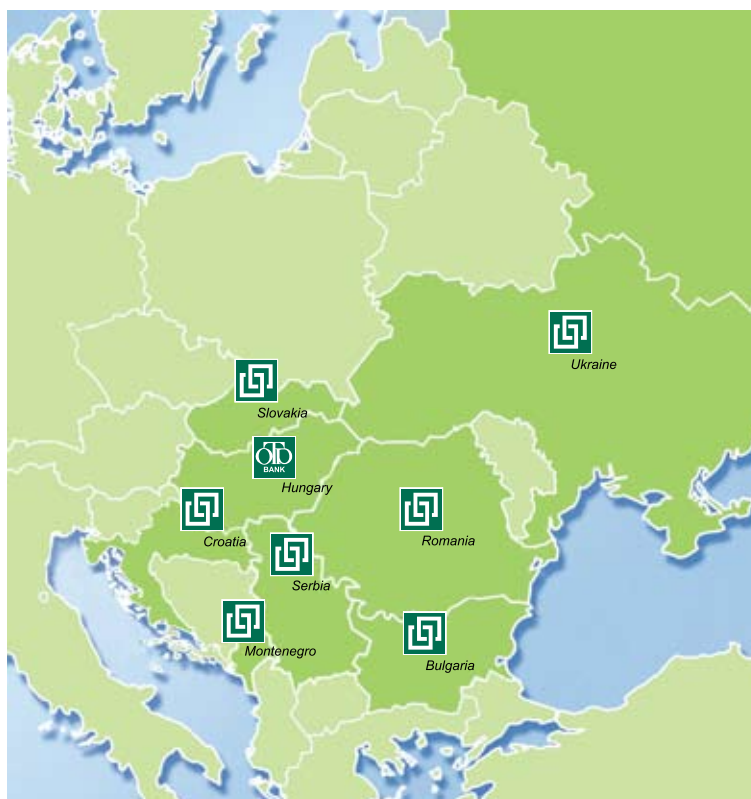 Ukraine
Slovakia
OTP
BANK
Hungary
Croatia
Romania
Serbia
Montenegro
Bulgaria